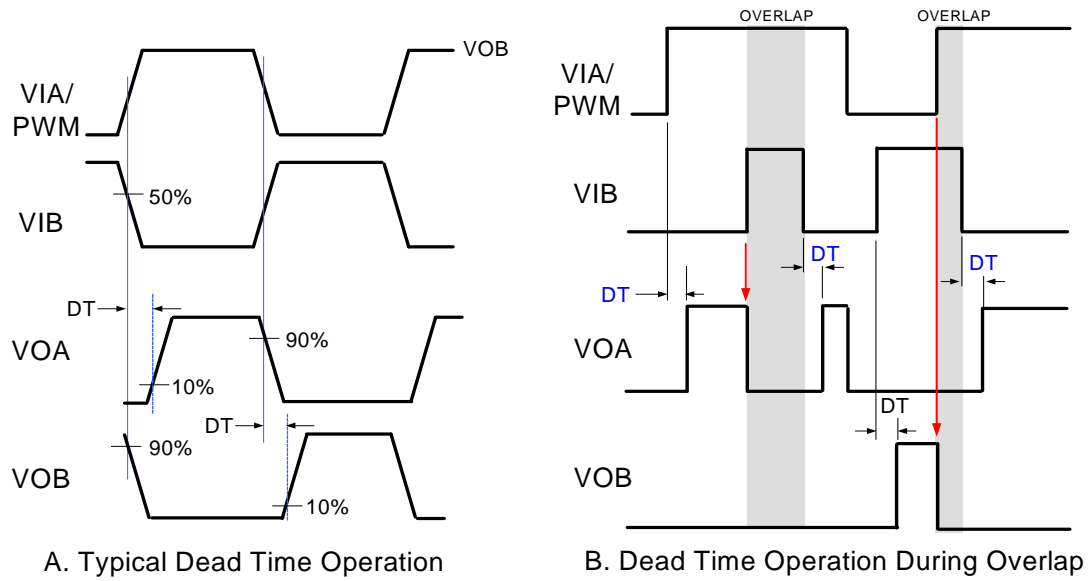 OVERLAP
OVERLAP
VOB
VIA/
PWM
VIA/
PWM
50%
VIB
VIB
DT
DT
DT
DT
90%
VOA
VOA
10%
DT
DT
90%
VOB
VOB
10%
A. Typical Dead Time Operation
B. Dead Time Operation During Overlap